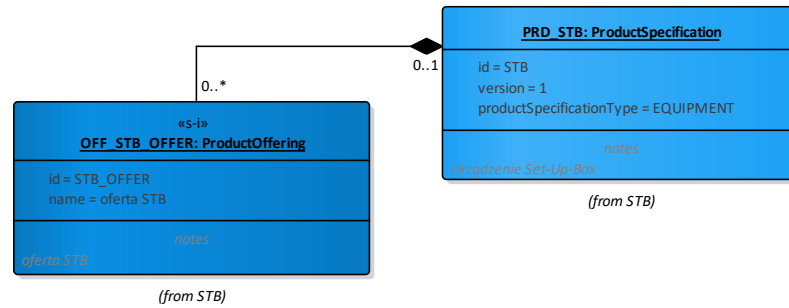 PRD_STB: ProductSpecification
id = STB
version = 1
productSpecificationType = EQUIPMENT
notes
Urządzenie Set-Up-Box
(from STB)
0..1
0..*
«s-i»
OFF_STB_OFFER: ProductOffering
id = STB_OFFER
name = oferta STB
notes
oferta STB
(from STB)